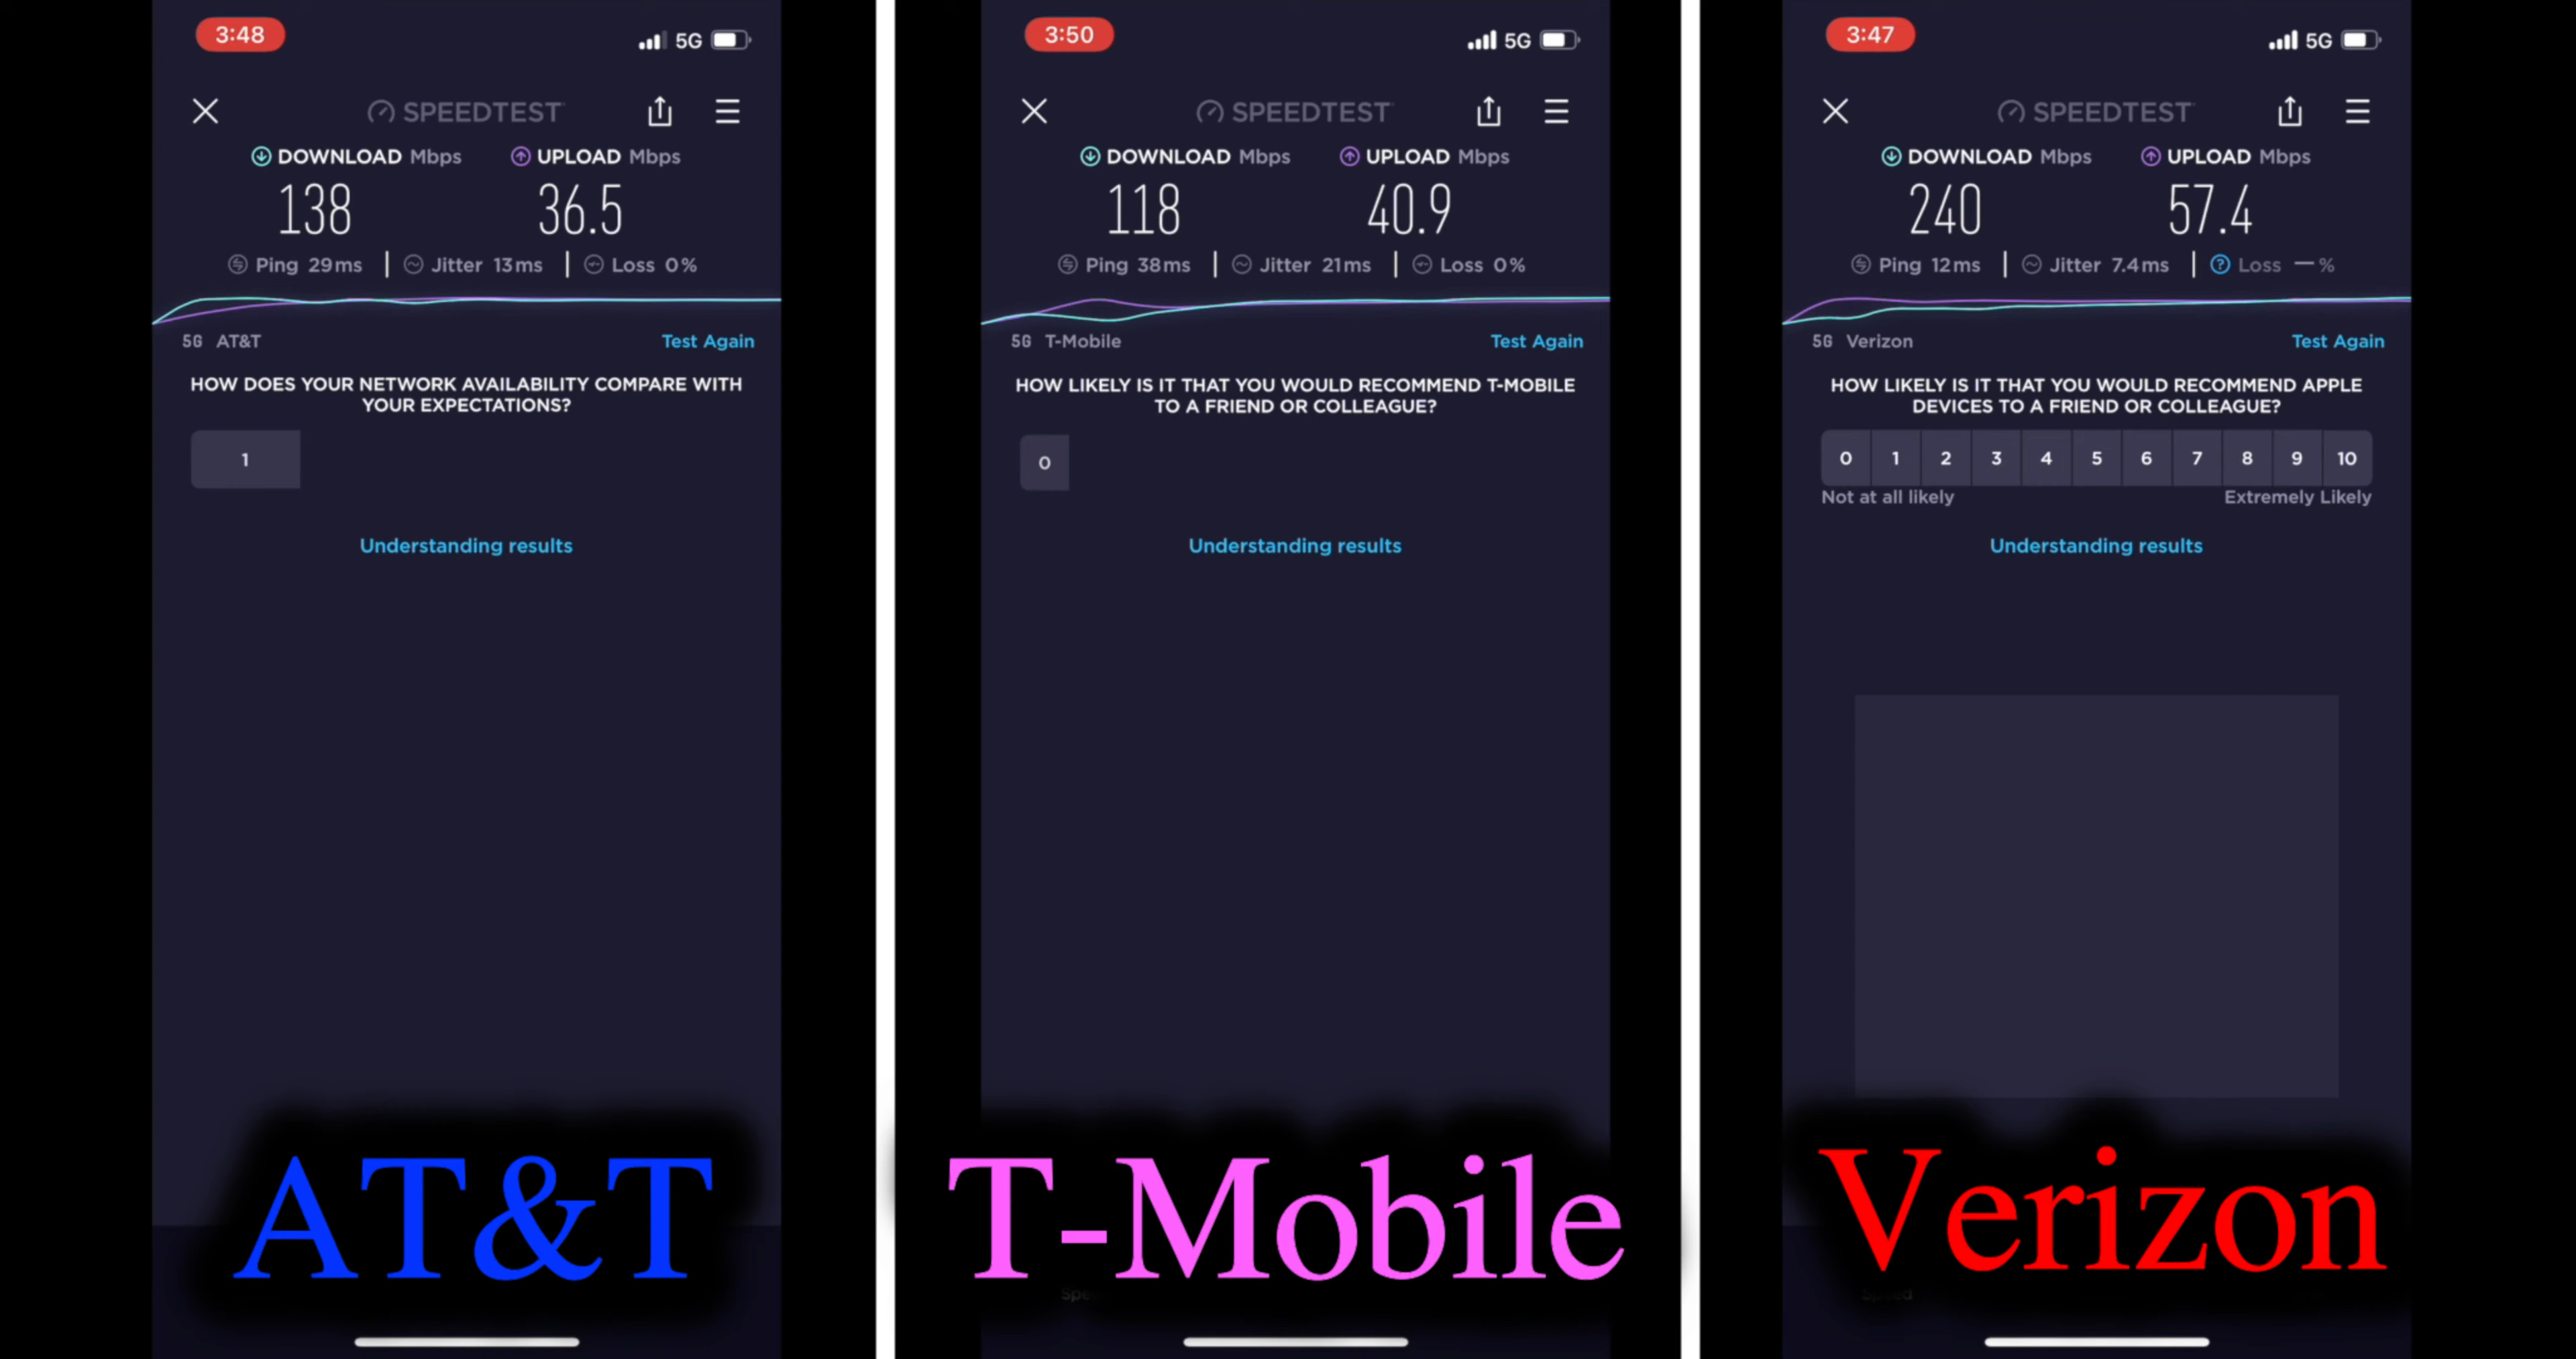 3:48 5G
SPEEDTEST
DOWNLOAD Mbps UPLOAD Mbps
138 36.5
Ping 29ms Jitter 13ms Loss 0%
5G AT&T Test Again
HOW DOES YOUR NETWORK AVAILABILITY COMPARE WITH
YOUR EXPECTATIONS?
1
Understanding results
AT&T
3:50 5G
SPEEDTEST
DOWNLOAD Mbps UPLOAD Mbps
118 40.9
Ping 38ms Jitter 21ms Loss 0%
5G T-Mobile Test Again
HOW LIKELY IS IT THAT YOU WOULD RECOMMEND T-MOBILE
TO A FRIEND OR COLLEAGUE?
0
Understanding results
T-Mobile
3:47 5G
SPEEDTEST
DOWNLOAD Mbps UPLOAD Mbps
240 57.4
Ping 12ms Jitter 7.4ms Loss —%
5G Verizon Test Again
HOW LIKELY IS IT THAT YOU WOULD RECOMMEND APPLE
DEVICES TO A FRIEND OR COLLEAGUE?
0 1 2 3 4 5 6 7 8 9 10
Not at all likely Extremely Likely
Understanding results
Verizon